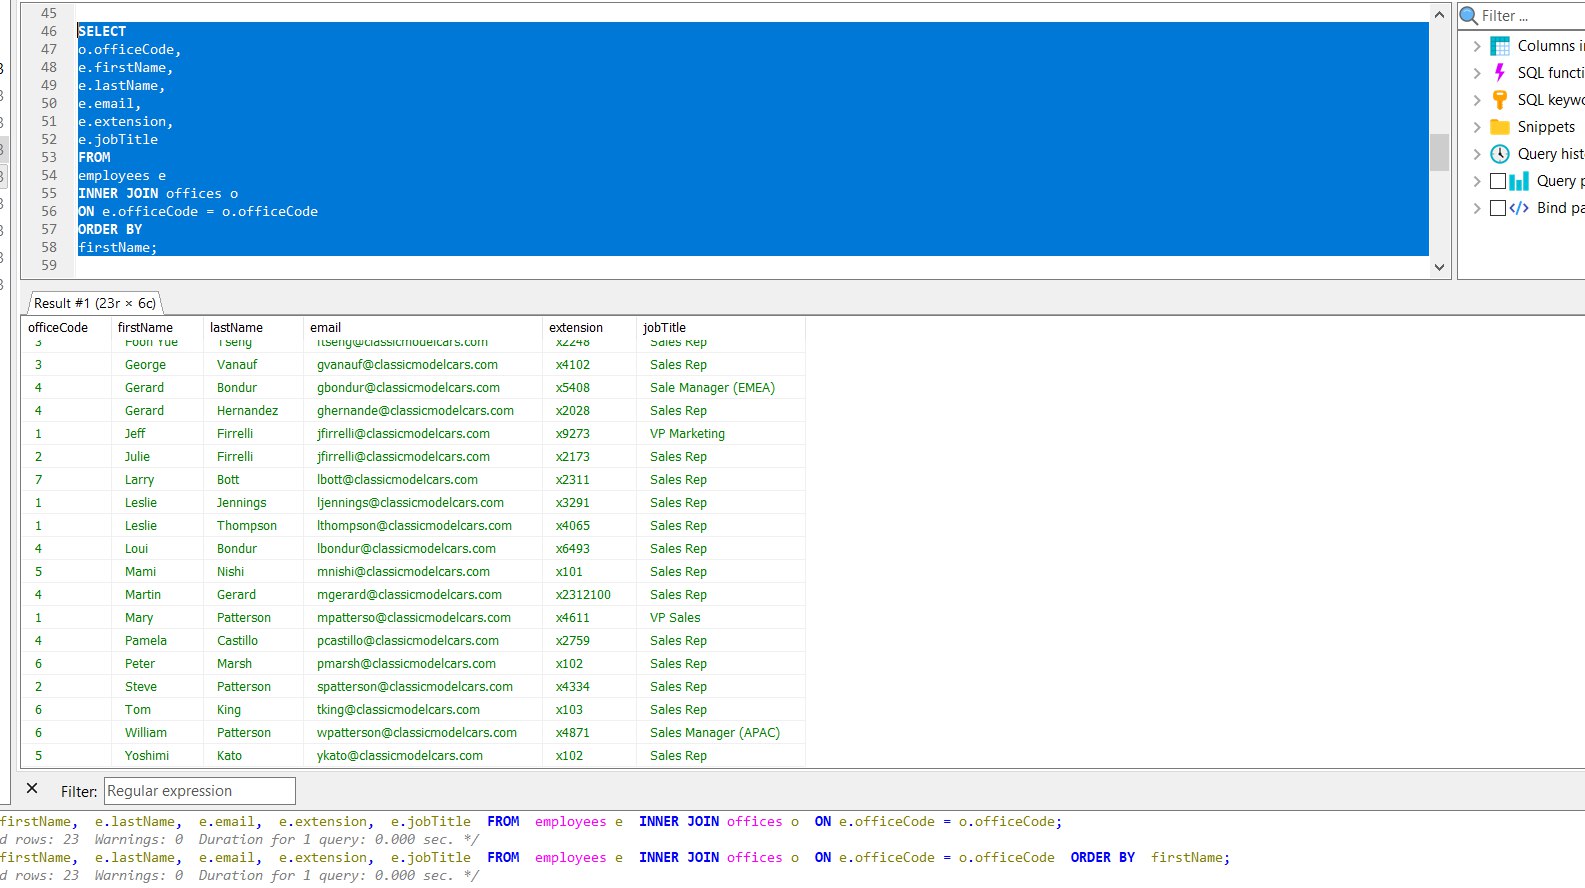 45
46 SELECT
47 o.officeCode,
48 e.firstName,
49 e.lastName,
50 e.email,
51 e.extension,
52 e.jobTitle
53 FROM
54 employees e
55 INNER JOIN offices o
56 ON e.officeCode = o.officeCode
57 ORDER BY
58 firstName;
59
Filter ...
Columns i
SQL functi
SQL keywo
Snippets
Query hist
Query p
Bind pa
Result #1 (23r × 6c)
officeCode firstName lastName email extension jobTitle
3 Foon Yue Tseng ftseng@classicmodelcars.com x2248 Sales Rep
3 George Vanauf gvanauf@classicmodelcars.com x4102 Sales Rep
4 Gerard Bondur gbondur@classicmodelcars.com x5408 Sale Manager (EMEA)
4 Gerard Hernandez ghernande@classicmodelcars.com x2028 Sales Rep
1 Jeff Firrelli jfirrelli@classicmodelcars.com x9273 VP Marketing
2 Julie Firrelli jfirrelli@classicmodelcars.com x2173 Sales Rep
7 Larry Bott lbott@classicmodelcars.com x2311 Sales Rep
1 Leslie Jennings ljennings@classicmodelcars.com x3291 Sales Rep
1 Leslie Thompson lthompson@classicmodelcars.com x4065 Sales Rep
4 Loui Bondur lbondur@classicmodelcars.com x6493 Sales Rep
5 Mami Nishi mnishi@classicmodelcars.com x101 Sales Rep
4 Martin Gerard mgerard@classicmodelcars.com x2312100 Sales Rep
1 Mary Patterson mpatterso@classicmodelcars.com x4611 VP Sales
4 Pamela Castillo pcastillo@classicmodelcars.com x2759 Sales Rep
6 Peter Marsh pmarsh@classicmodelcars.com x102 Sales Rep
2 Steve Patterson spatterson@classicmodelcars.com x4334 Sales Rep
6 Tom King tking@classicmodelcars.com x103 Sales Rep
6 William Patterson wpatterson@classicmodelcars.com x4871 Sales Manager (APAC)
5 Yoshimi Kato ykato@classicmodelcars.com x102 Sales Rep
Filter: Regular expression
firstName, e.lastName, e.email, e.extension, e.jobTitle FROM employees e INNER JOIN offices o ON e.officeCode = o.officeCode;
d rows: 23 Warnings: 0 Duration for 1 query: 0.000 sec. */
firstName, e.lastName, e.email, e.extension, e.jobTitle FROM employees e INNER JOIN offices o ON e.officeCode = o.officeCode ORDER BY firstName;
d rows: 23 Warnings: 0 Duration for 1 query: 0.000 sec. */